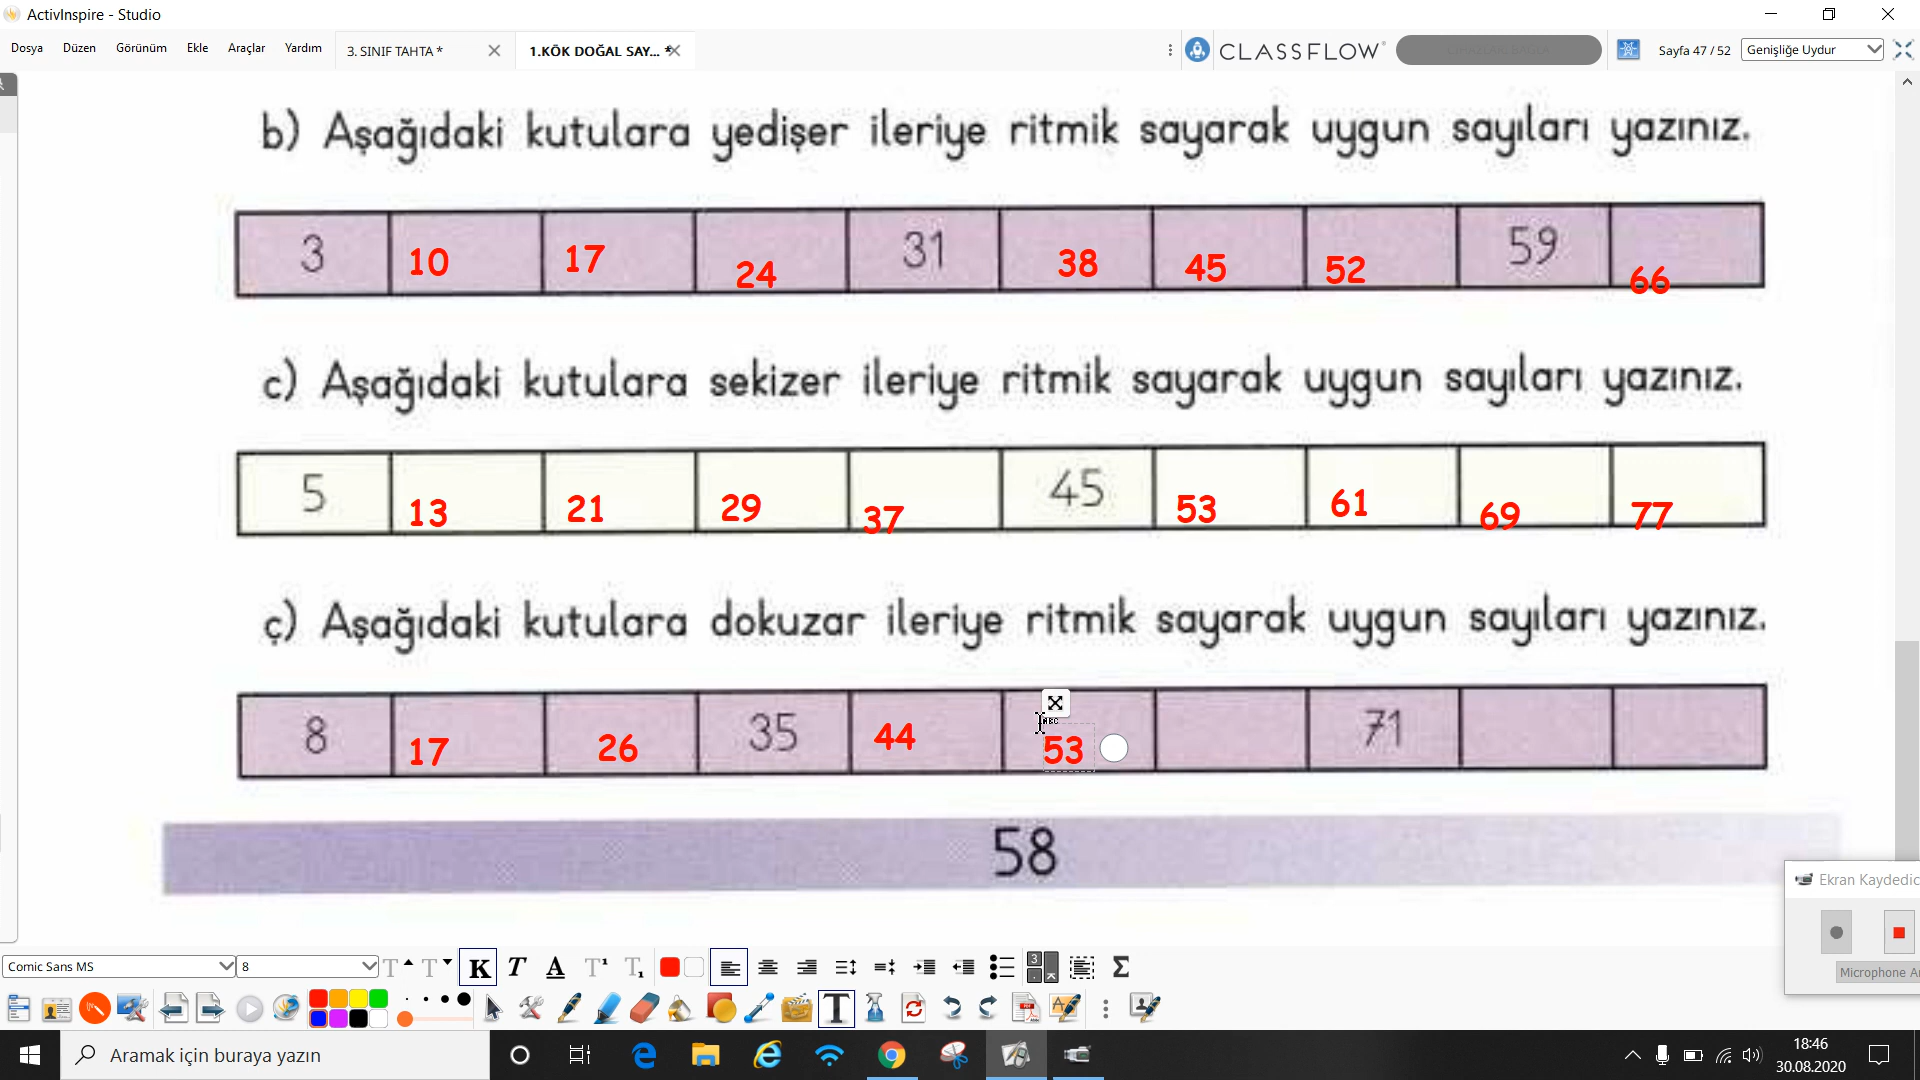 ActivInspire - Studio
Dosya Düzen Görünüm Ekle Araçlar Yardım 3. SINIF TAHTA * 1.KÖK DOĞAL SAY... * CLASSFLOW Sayfa 47 / 52 Genişliğe Uydur
b) Aşağıdaki kutulara yedişer ileriye ritmik sayarak uygun sayıları yazınız.
3 10 17 24 31 38 45 52 59 66
c) Aşağıdaki kutulara sekizer ileriye ritmik sayarak uygun sayıları yazınız.
5 13 21 29 37 45 53 61 69 77
ç) Aşağıdaki kutulara dokuzar ileriye ritmik sayarak uygun sayıları yazınız.
8 17 26 35 44 53 71
58
Ekran Kaydedic
Microphone A
Comic Sans MS 8
Aramak için buraya yazın
18:46
30.08.2020